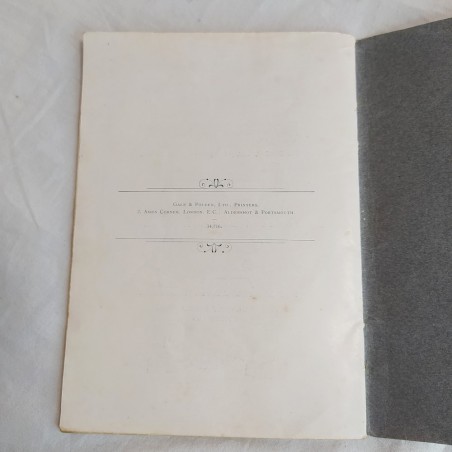 Gale & Polden, Ltd., Printers,
2 Amen Corner, London, E.C.; Aldershot & Portsmouth